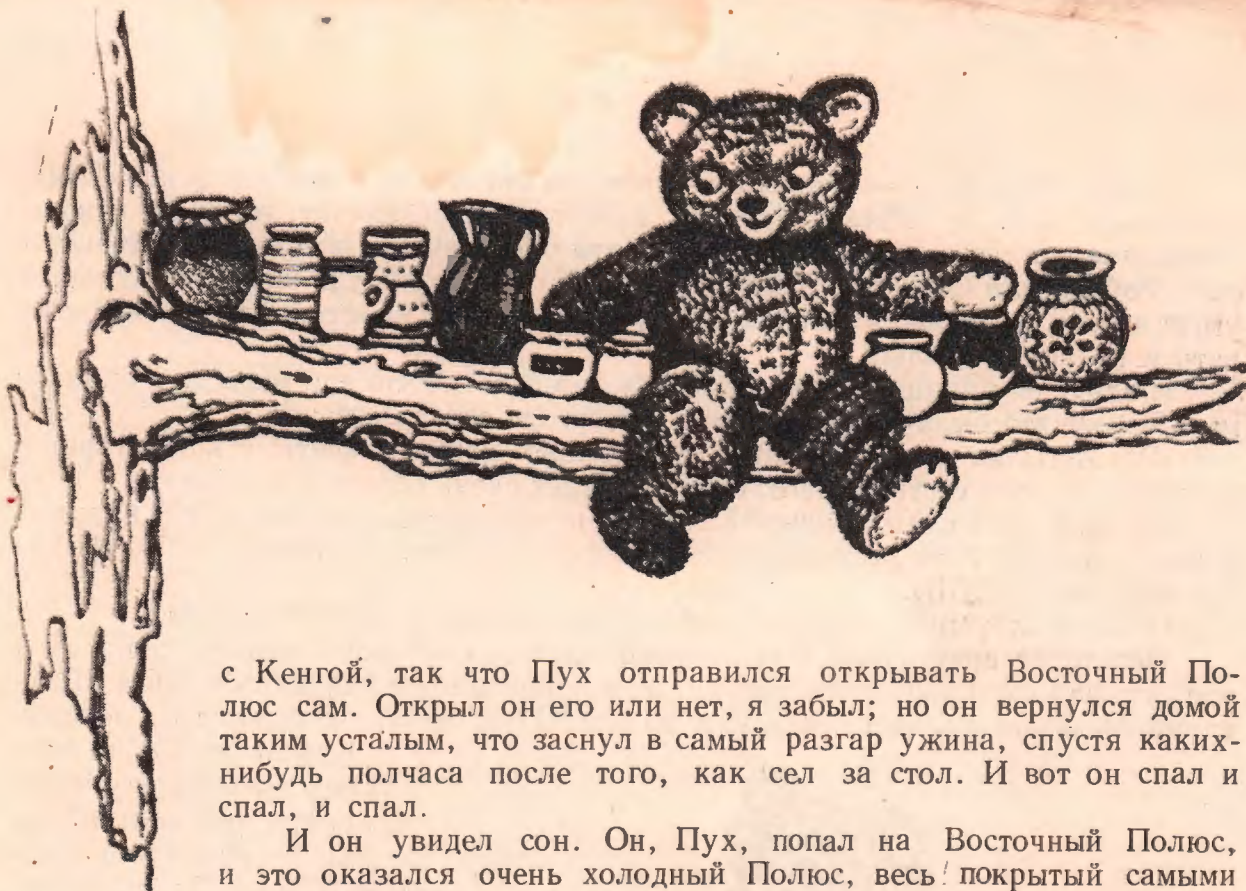 с Кенгой, так что Пух отправился открывать Восточный По-
люс сам. Открыл он его или нет, я забыл; но он вернулся домой
таким усталым, что заснул в самый разгар ужина, спустя каких-
нибудь полчаса после того, как сел за стол. И вот он спал и
спал, и спал.
И он увидел сон. Он, Пух, попал на Восточный Полюс,
и это оказался очень холодный Полюс, весь покрытый самыми